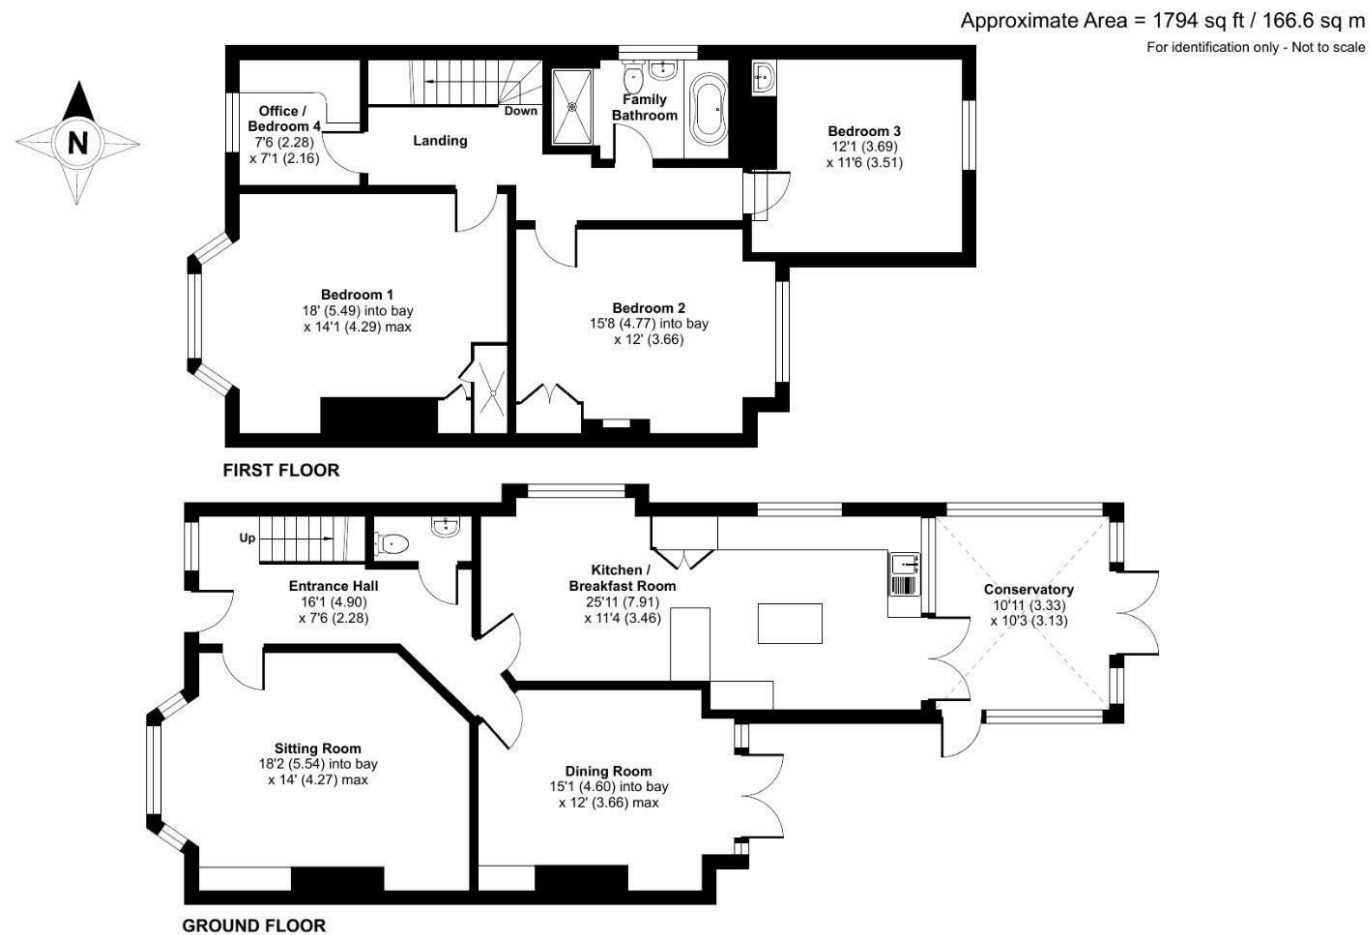 Approximate Area = 1794 sq ft / 166.6 sq m
For identification only - Not to scale
N
Office /
Bedroom 4
7'6 (2.28)
x 7'1 (2.16)
Landing
Down
Family
Bathroom
Bedroom 3
12'1 (3.69)
x 11'6 (3.51)
Bedroom 1
18' (5.49) into bay
x 14'1 (4.29) max
Bedroom 2
15'8 (4.77) into bay
x 12' (3.66)
FIRST FLOOR
Up
Entrance Hall
16'1 (4.90)
x 7'6 (2.28)
Kitchen /
Breakfast Room
25'11 (7.91)
x 11'4 (3.46)
Conservatory
10'11 (3.33)
x 10'3 (3.13)
Sitting Room
18'2 (5.54) into bay
x 14' (4.27) max
Dining Room
15'1 (4.60) into bay
x 12' (3.66) max
GROUND FLOOR